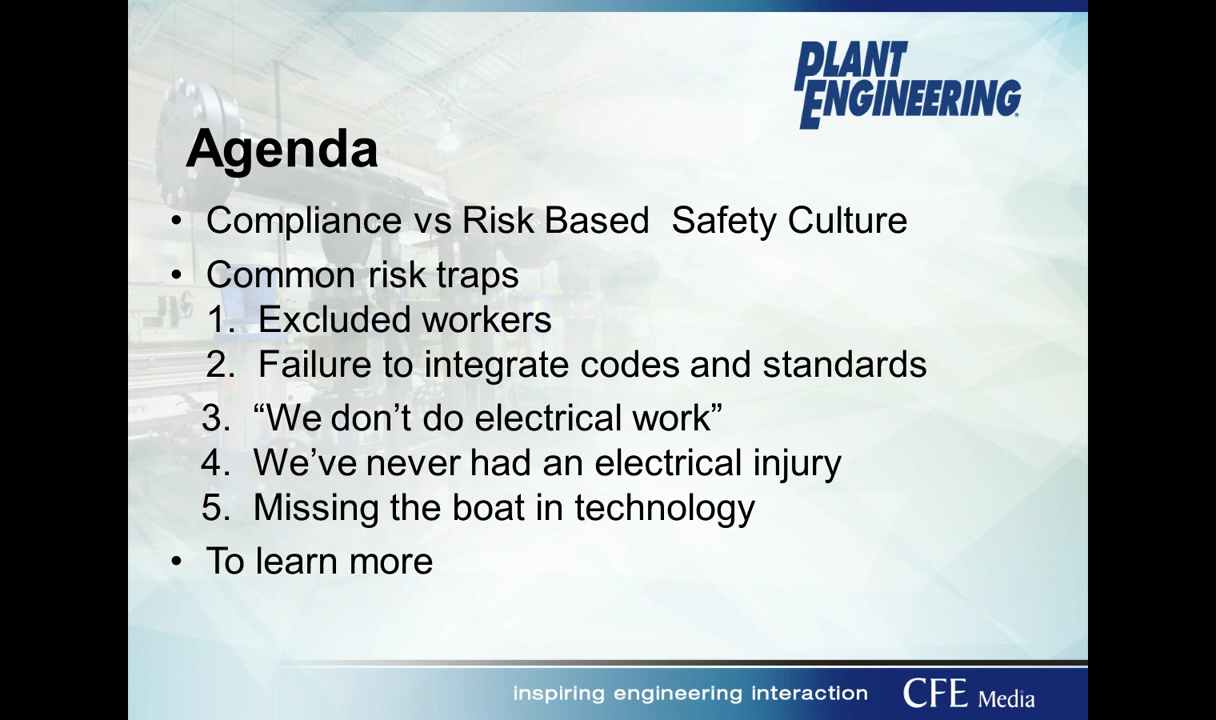 PLANT
ENGINEERING
Agenda
• Compliance vs Risk Based  Safety Culture
• Common risk traps
1. Excluded workers
2. Failure to integrate codes and standards
3. “We don’t do electrical work”
4. We’ve never had an electrical injury
5. Missing the boat in technology
• To learn more
inspiring engineering interaction
CFE Media